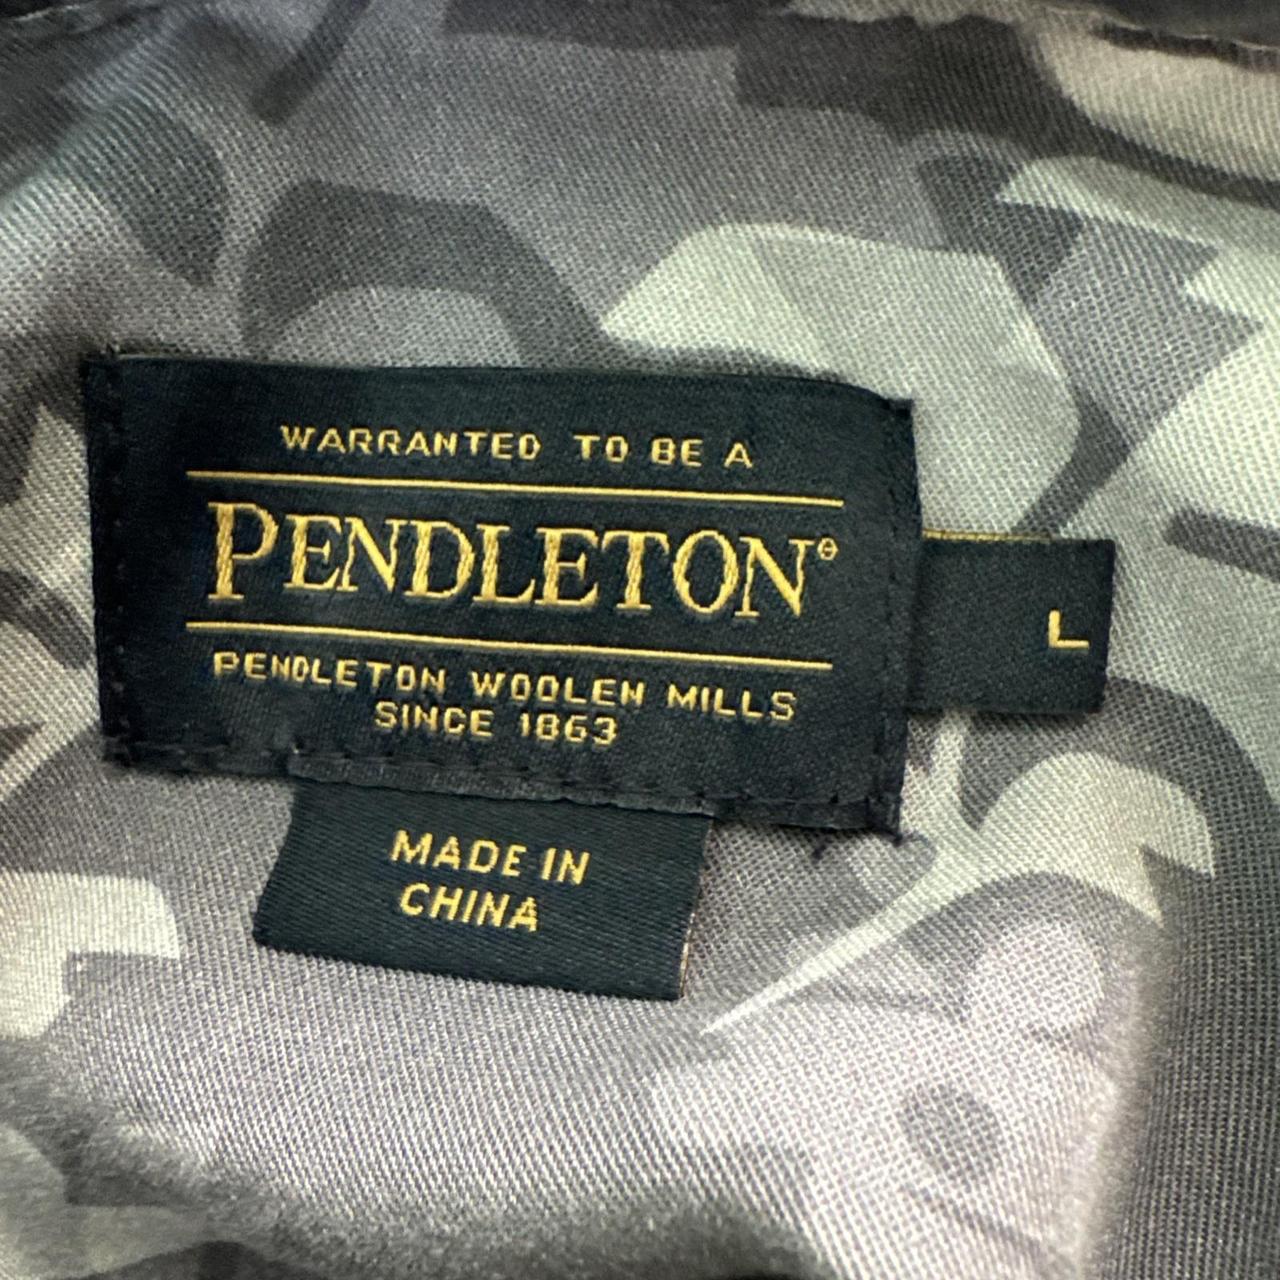 WARRANTED TO BE A
PENDLETON®
PENDLETON WOOLEN MILLS
SINCE 1863
L
MADE IN
CHINA